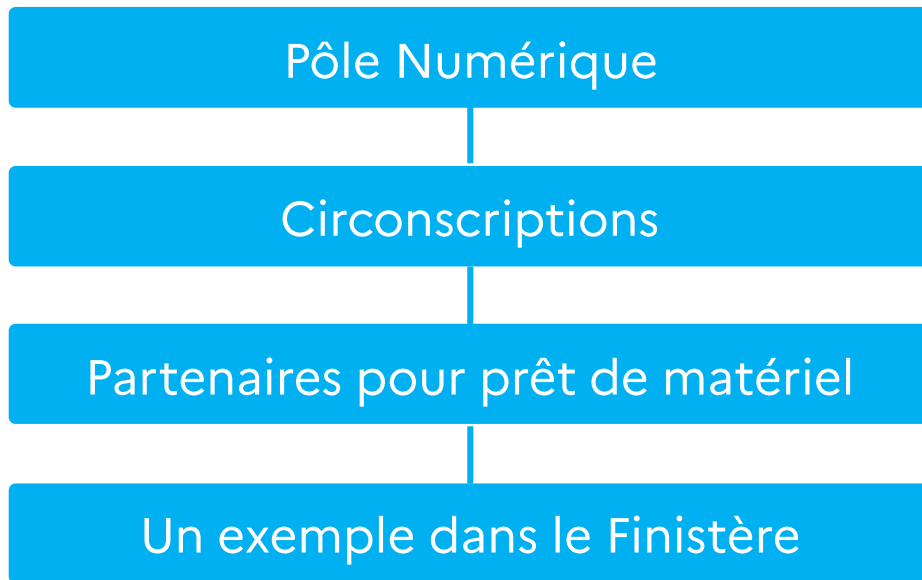 Pôle Numérique
Circonscriptions
Partenaires pour prêt de matériel
Un exemple dans le Finistère